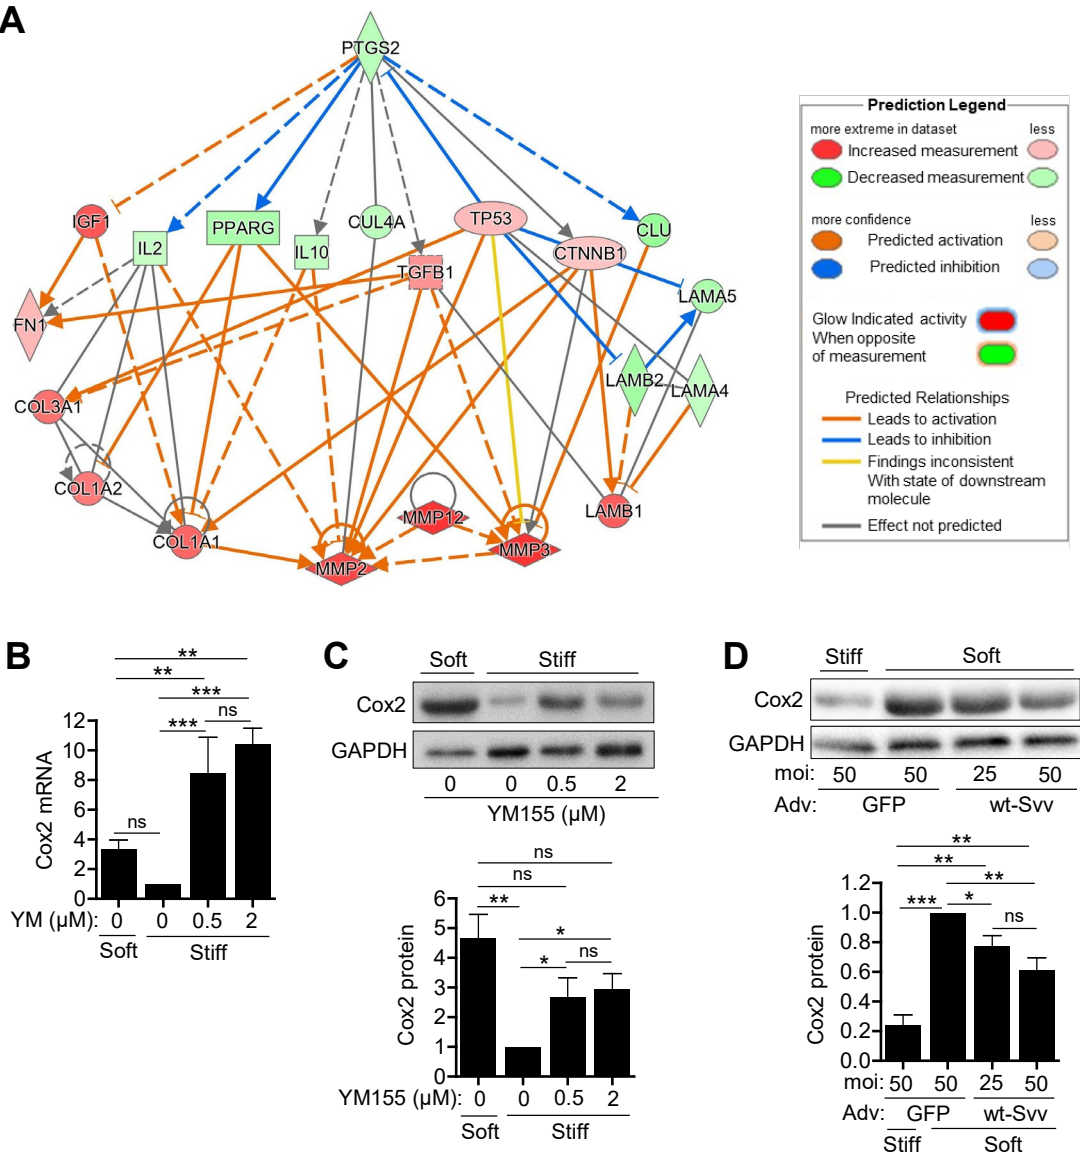 A
PTGS2
IGF1
IL2
PPARG
IL10
CUL4A
TGFB1
TP53
CTNNB1
CLU
LAMA5
FN1
COL3A1
LAMB2
LAMA4
COL1A2
COL1A1
MMP12
MMP2
MMP3
LAMB1
Prediction Legend
more extreme in dataset less
Increased measurement
Decreased measurement
more confidence less
Predicted activation
Predicted inhibition
Glow Indicated activity
When opposite
of measurement
Predicted Relationships
Leads to activation
Leads to inhibition
Findings inconsistent
With state of downstream
molecule
Effect not predicted
B
**
**
***
*** ns
ns
Cox2 mRNA
12
10
8
6
4
2
0
YM (μM): 0 0 0.5 2
Soft Stiff
C
Soft Stiff
Cox2
GAPDH
0 0 0.5 2
YM155 (μM)
ns
ns
**
*
* ns
Cox2 protein
6
5
4
3
2
1
0
YM155 (μM): 0 0 0.5 2
Soft Stiff
D
Stiff Soft
Cox2
GAPDH
moi: 50 50 25 50
Adv: GFP wt-Svv
**
**
**
*** *
ns
Cox2 protein
1.2
1.0
0.8
0.6
0.4
0.2
0.0
moi: 50 50 25 50
Adv: GFP wt-Svv
Stiff Soft